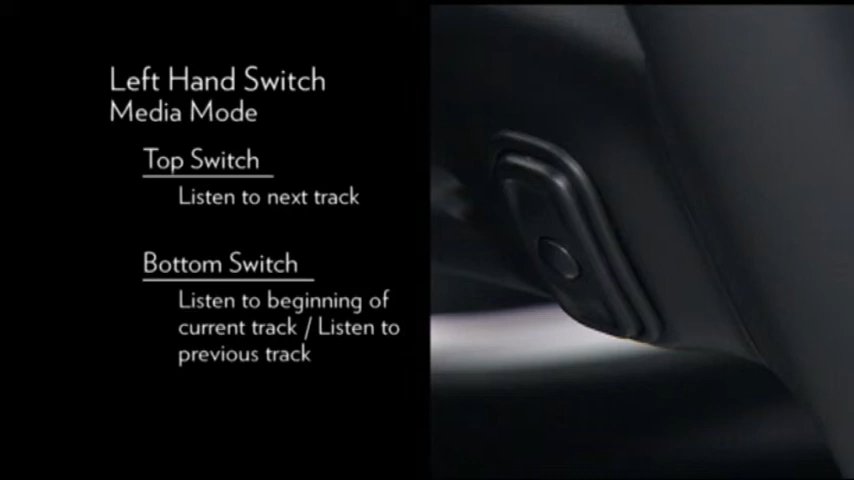 Left Hand Switch
Media Mode
Top Switch
Listen to next track
Bottom Switch
Listen to beginning of
current track / Listen to
previous track